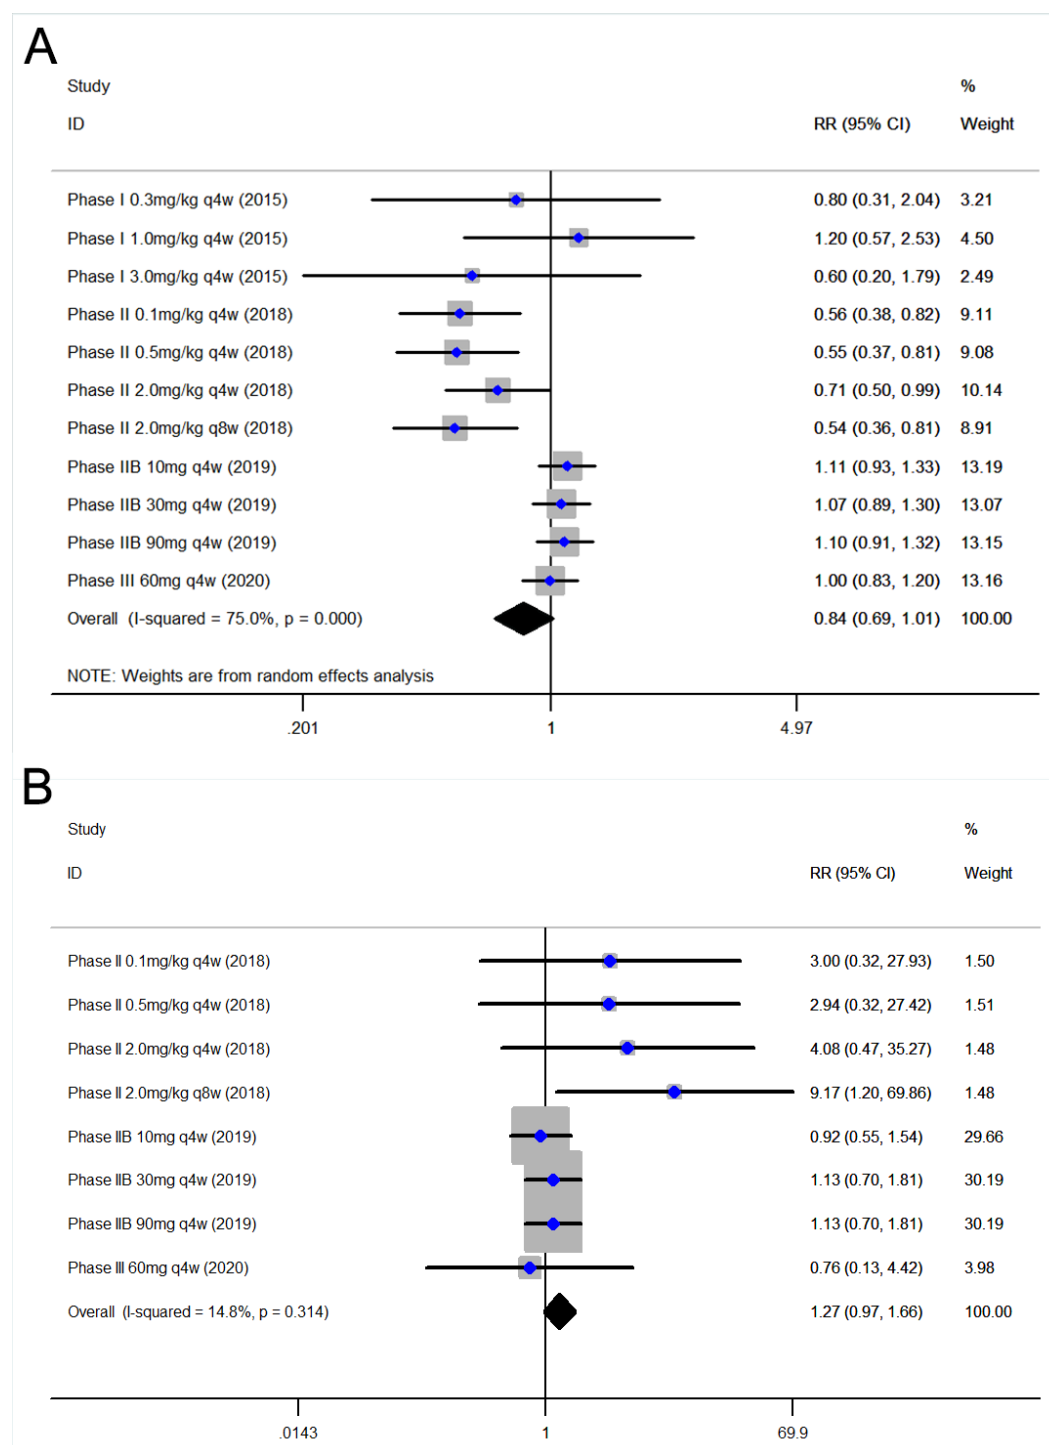 A
Study %
ID RR (95% CI) Weight
Phase I 0.3mg/kg q4w (2015) 0.80 (0.31, 2.04) 3.21
Phase I 1.0mg/kg q4w (2015) 1.20 (0.57, 2.53) 4.50
Phase I 3.0mg/kg q4w (2015) 0.60 (0.20, 1.79) 2.49
Phase II 0.1mg/kg q4w (2018) 0.56 (0.38, 0.82) 9.11
Phase II 0.5mg/kg q4w (2018) 0.55 (0.37, 0.81) 9.08
Phase II 2.0mg/kg q4w (2018) 0.71 (0.50, 0.99) 10.14
Phase II 2.0mg/kg q8w (2018) 0.54 (0.36, 0.81) 8.91
Phase IIB 10mg q4w (2019) 1.11 (0.93, 1.33) 13.19
Phase IIB 30mg q4w (2019) 1.07 (0.89, 1.30) 13.07
Phase IIB 90mg q4w (2019) 1.10 (0.91, 1.32) 13.15
Phase III 60mg q4w (2020) 1.00 (0.83, 1.20) 13.16
Overall (I-squared = 75.0%, p = 0.000) 0.84 (0.69, 1.01) 100.00
NOTE: Weights are from random effects analysis
.201 1 4.97
B
Study %
ID RR (95% CI) Weight
Phase II 0.1mg/kg q4w (2018) 3.00 (0.32, 27.93) 1.50
Phase II 0.5mg/kg q4w (2018) 2.94 (0.32, 27.42) 1.51
Phase II 2.0mg/kg q4w (2018) 4.08 (0.47, 35.27) 1.48
Phase II 2.0mg/kg q8w (2018) 9.17 (1.20, 69.86) 1.48
Phase IIB 10mg q4w (2019) 0.92 (0.55, 1.54) 29.66
Phase IIB 30mg q4w (2019) 1.13 (0.70, 1.81) 30.19
Phase IIB 90mg q4w (2019) 1.13 (0.70, 1.81) 30.19
Phase III 60mg q4w (2020) 0.76 (0.13, 4.42) 3.98
Overall (I-squared = 14.8%, p = 0.314) 1.27 (0.97, 1.66) 100.00
.0143 1 69.9